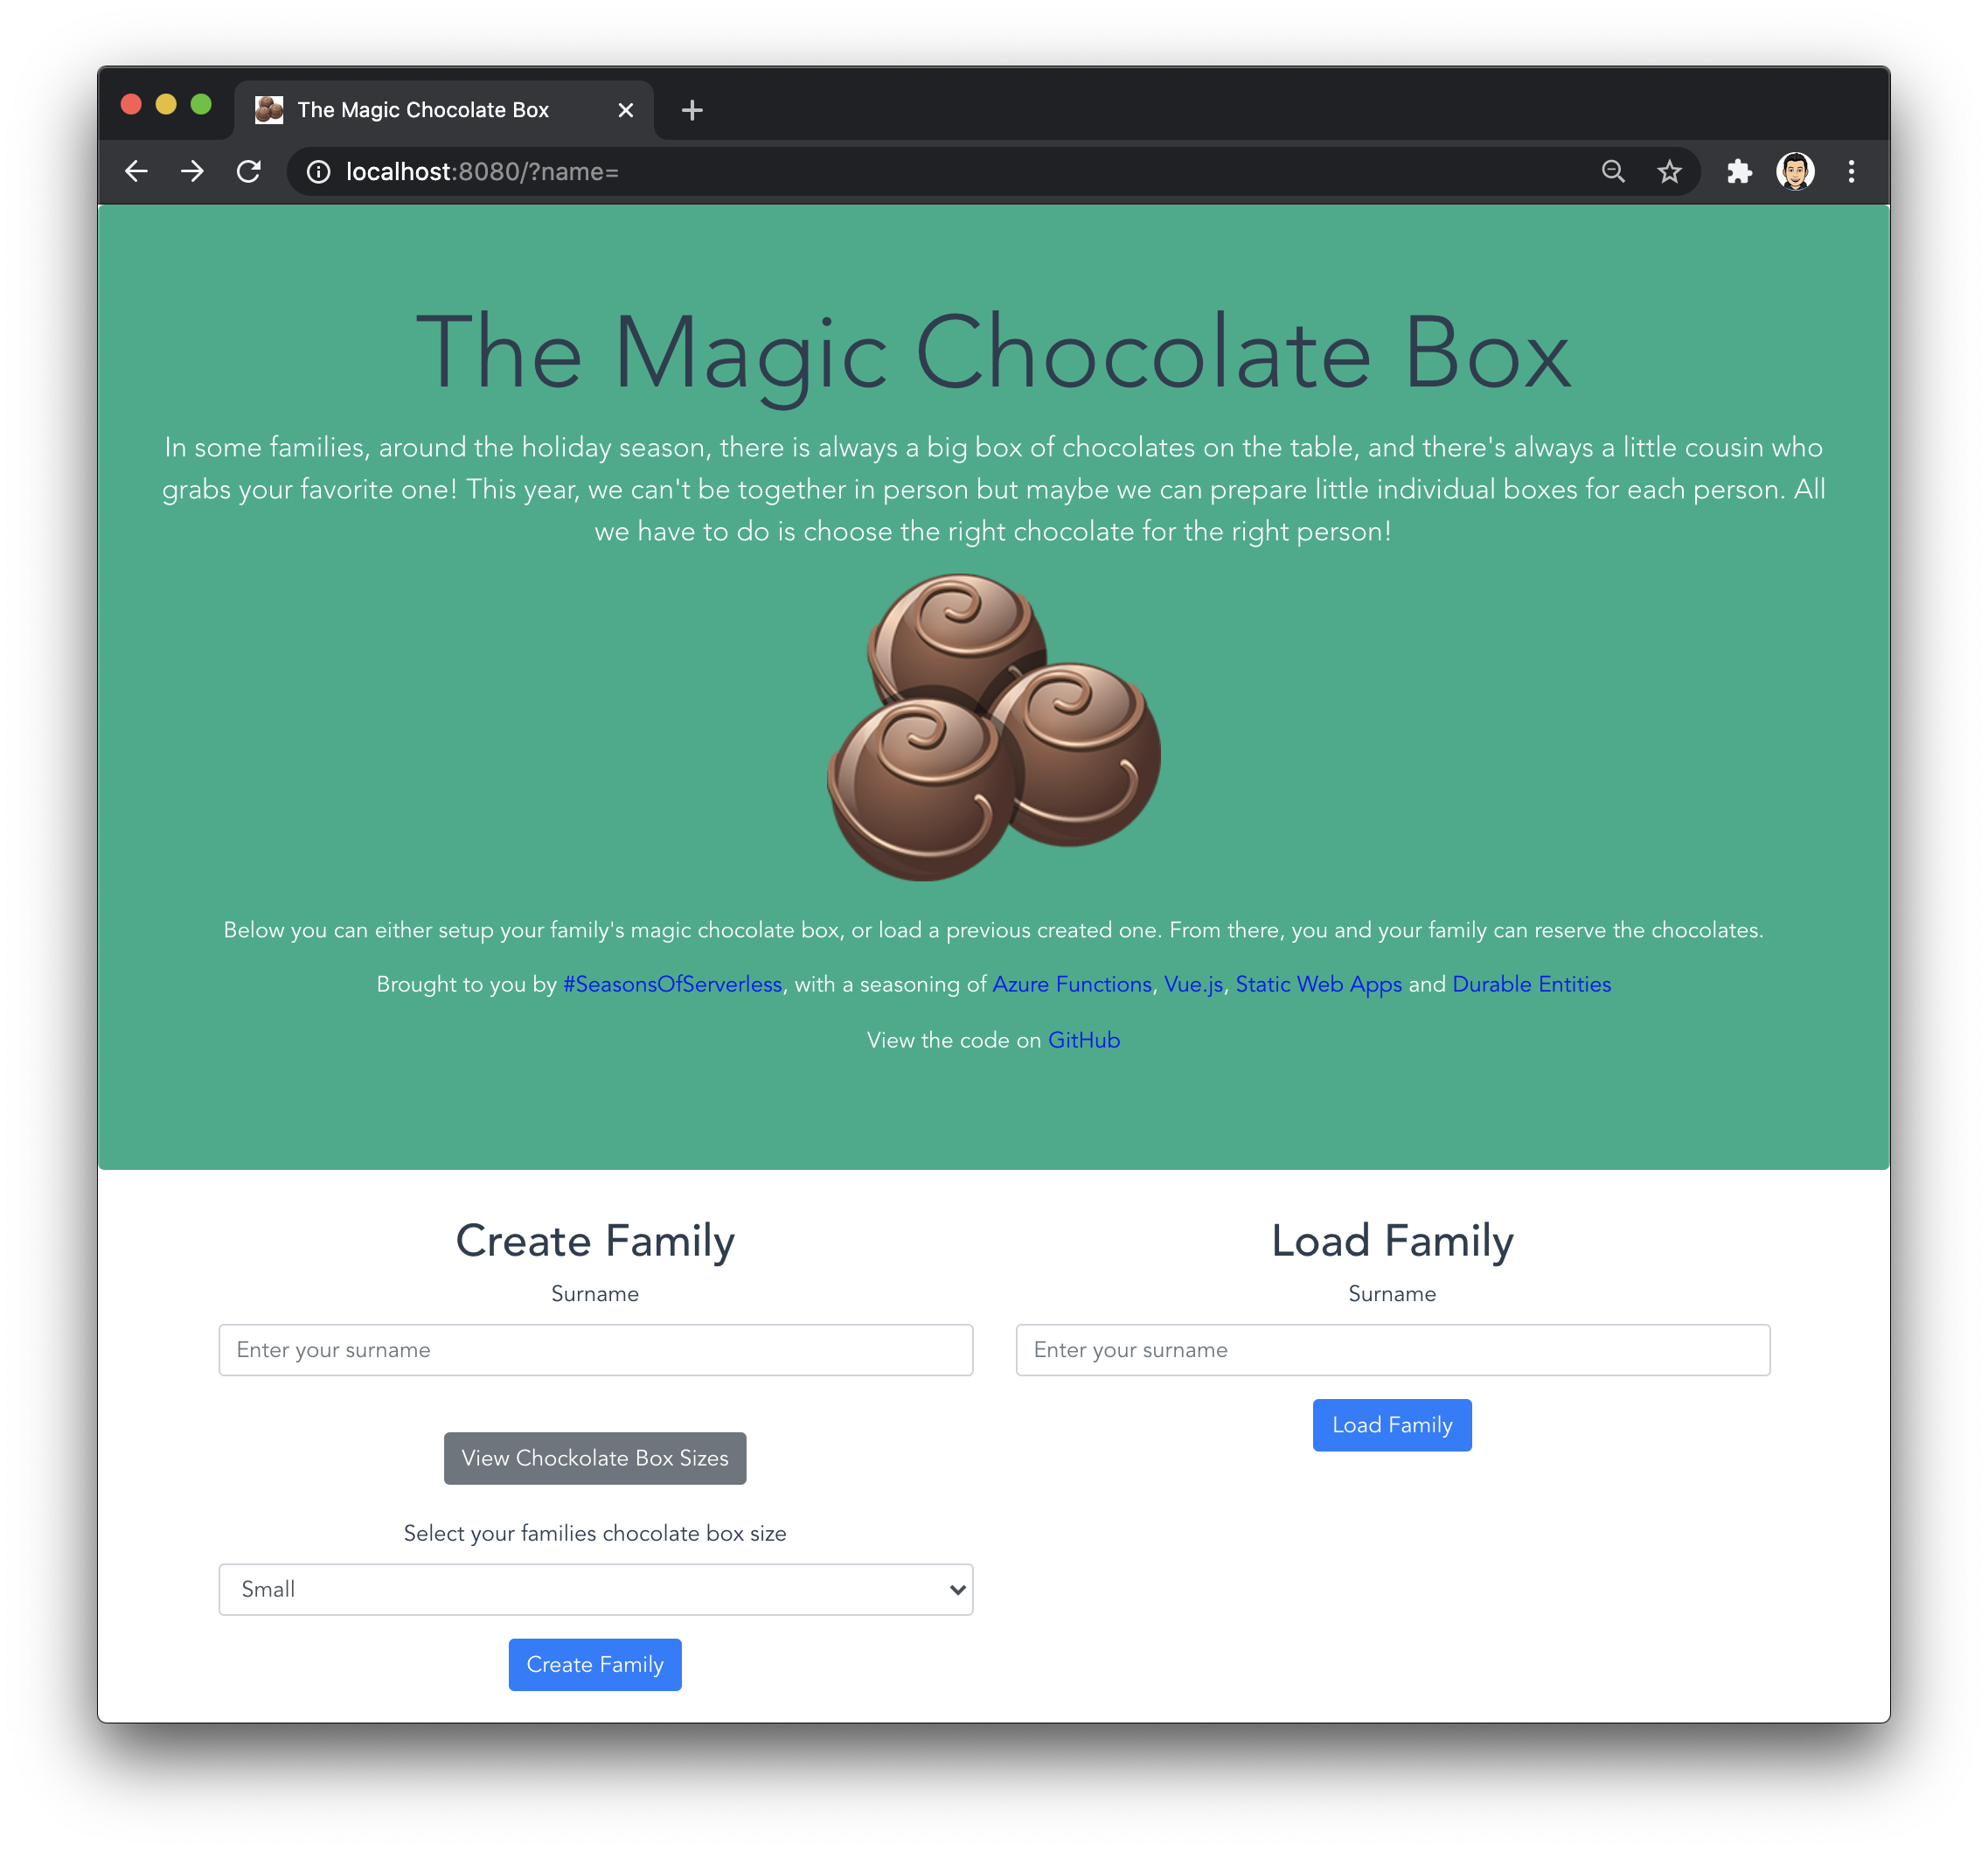 The Magic Chocolate Box
localhost:8080/?name=
The Magic Chocolate Box
In some families, around the holiday season, there is always a big box of chocolates on the table, and there's always a little cousin who
grabs your favorite one! This year, we can't be together in person but maybe we can prepare little individual boxes for each person. All
we have to do is choose the right chocolate for the right person!
Below you can either setup your family's magic chocolate box, or load a previous created one. From there, you and your family can reserve the chocolates.
Brought to you by #SeasonsOfServerless, with a seasoning of Azure Functions, Vue.js, Static Web Apps and Durable Entities
View the code on GitHub
Create Family
Surname
Enter your surname
View Chockolate Box Sizes
Select your families chocolate box size
Small
Create Family
Load Family
Surname
Enter your surname
Load Family